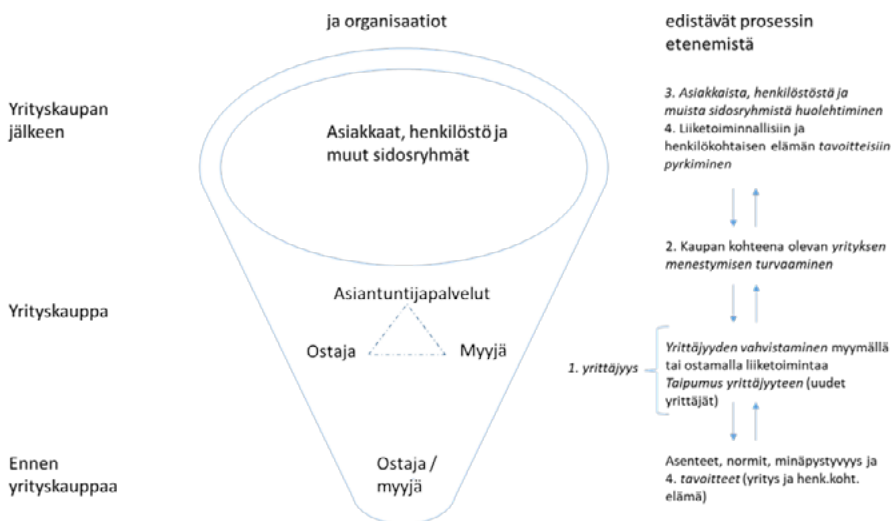 ja organisaatiot
edistävät prosessin
etenemistä
Yrityskaupan
jälkeen
Asiakkaat, henkilöstö ja
muut sidosryhmät
3. Asiakkaista, henkilöstöstä ja
muista sidosryhmistä huolehtiminen
4. Liiketoiminnallisiin ja
henkilökohtaisen elämän tavoitteisiin
pyrkiminen
2. Kaupan kohteena olevan yrityksen
menestymisen turvaaminen
Yrityskauppa
Asiantuntijapalvelut
Ostaja
Myyjä
1. yrittäjyys
Yrittäjyyden vahvistaminen myymällä
tai ostamalla liiketoimintaa
Taipumus yrittäjyyteen (uudet
yrittäjät)
Ennen
yrityskauppaa
Ostaja /
myyjä
Asenteet, normit, minäpystyvyys ja
4. tavoitteet (yritys ja henk.koht.
elämä)